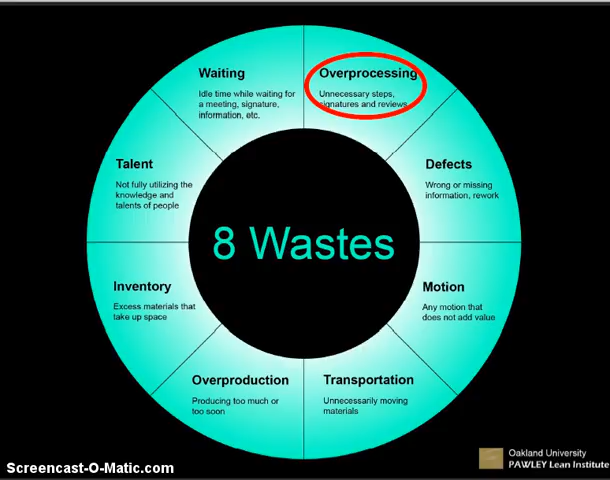 Waiting
Idle time while waiting for
a meeting, signature,
information, etc.
Overprocessing
Unnecessary steps,
signatures and reviews
Defects
Wrong or missing
information, rework
Motion
Any motion that
does not add value
Transportation
Unnecessarily moving
materials
Overproduction
Producing too much or
too soon
Inventory
Excess materials that
take up space
Talent
Not fully utilizing the
knowledge and
talents of people
8 Wastes
Oakland University
PAWLEY Lean Institute
Screencast-O-Matic.com